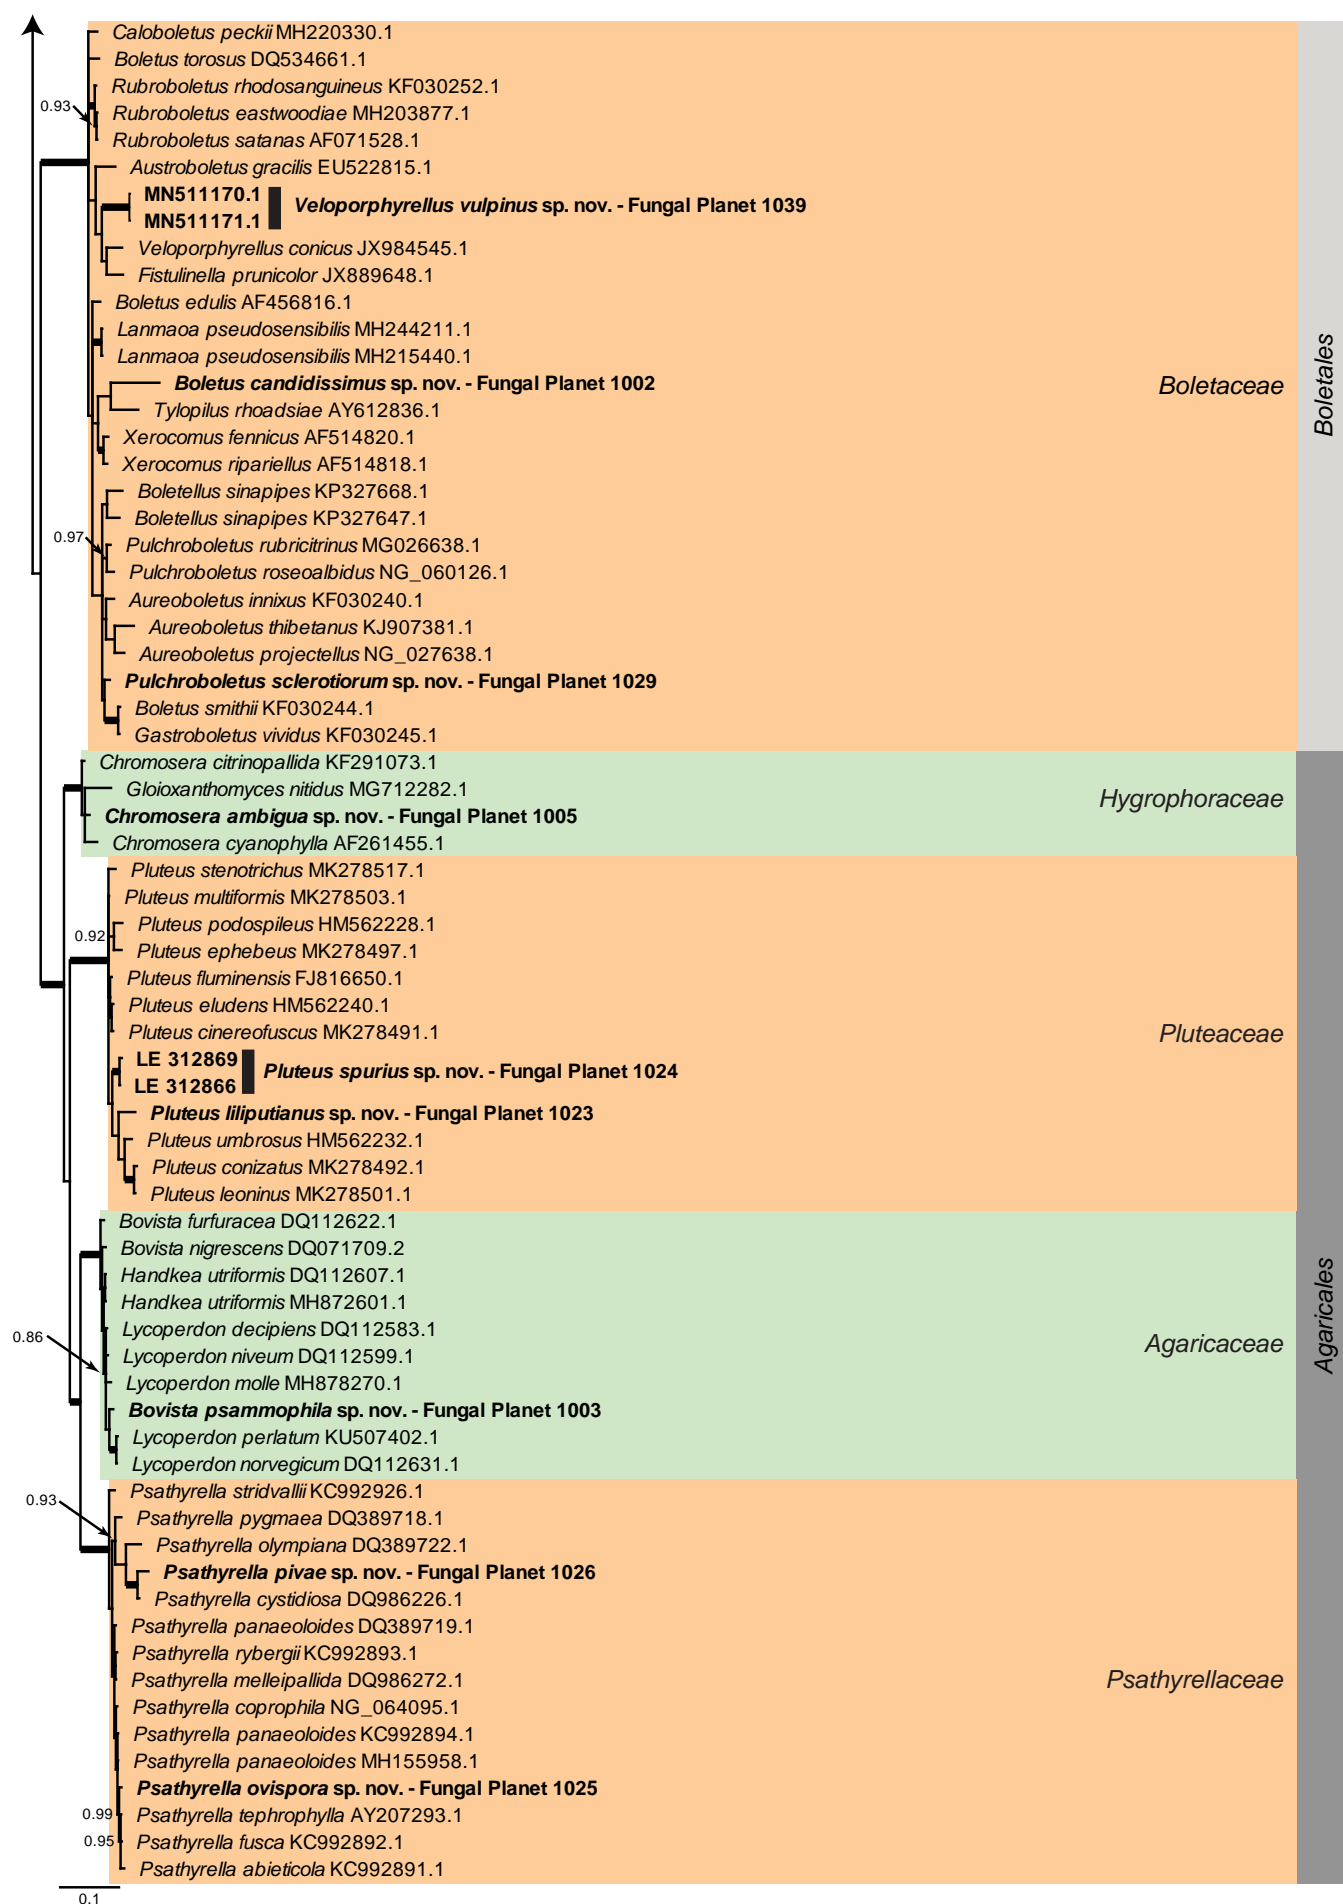 Caloboletus peckii MH220330.1
Boletus torosus DQ534661.1
Rubroboletus rhodosanguineus KF030252.1
0.93
Rubroboletus eastwoodiae MH203877.1
Rubroboletus satanas AF071528.1
Austroboletus gracilis EU522815.1
MN511170.1
Veloporphyrellus vulpinus sp. nov. - Fungal Planet 1039
MN511171.1
Veloporphyrellus conicus JX984545.1
Fistulinella prunicolor JX889648.1
Boletus edulis AF456816.1
Lanmaoa pseudosensibilis MH244211.1
Lanmaoa pseudosensibilis MH215440.1
Boletus candidissimus sp. nov. - Fungal Planet 1002
Boletaceae
Boletales
Tylopilus rhoadsiae AY612836.1
Xerocomus fennicus AF514820.1
Xerocomus ripariellus AF514818.1
Boletellus sinapipes KP327668.1
Boletellus sinapipes KP327647.1
0.97
Pulchroboletus rubricitrinus MG026638.1
Pulchroboletus roseoalbidus NG_060126.1
Aureoboletus innixus KF030240.1
Aureoboletus thibetanus KJ907381.1
Aureoboletus projectellus NG_027638.1
Pulchroboletus sclerotiorum sp. nov. - Fungal Planet 1029
Boletus smithii KF030244.1
Gastroboletus vividus KF030245.1
Chromosera citrinopallida KF291073.1
Gloioxanthomyces nitidus MG712282.1
Hygrophoraceae
Chromosera ambigua sp. nov. - Fungal Planet 1005
Chromosera cyanophylla AF261455.1
Pluteus stenotrichus MK278517.1
Pluteus multiformis MK278503.1
Pluteus podospileus HM562228.1
0.92
Pluteus ephebeus MK278497.1
Pluteus fluminensis FJ816650.1
Pluteus eludens HM562240.1
Pluteus cinereofuscus MK278491.1
Pluteaceae
LE 312869
Pluteus spurius sp. nov. - Fungal Planet 1024
LE 312866
Pluteus liliputianus sp. nov. - Fungal Planet 1023
Pluteus umbrosus HM562232.1
Pluteus conizatus MK278492.1
Pluteus leoninus MK278501.1
Bovista furfuracea DQ112622.1
Bovista nigrescens DQ071709.2
Handkea utriformis DQ112607.1
Handkea utriformis MH872601.1
Agaricales
Lycoperdon decipiens DQ112583.1
0.86
Agaricaceae
Lycoperdon niveum DQ112599.1
Lycoperdon molle MH878270.1
Bovista psammophila sp. nov. - Fungal Planet 1003
Lycoperdon perlatum KU507402.1
Lycoperdon norvegicum DQ112631.1
Psathyrella stridvallii KC992926.1
0.93
Psathyrella pygmaea DQ389718.1
Psathyrella olympiana DQ389722.1
Psathyrella pivae sp. nov. - Fungal Planet 1026
Psathyrella cystidiosa DQ986226.1
Psathyrella panaeoloides DQ389719.1
Psathyrella rybergii KC992893.1
Psathyrella melleipallida DQ986272.1
Psathyrellaceae
Psathyrella coprophila NG_064095.1
Psathyrella panaeoloides KC992894.1
Psathyrella panaeoloides MH155958.1
Psathyrella ovispora sp. nov. - Fungal Planet 1025
0.99
Psathyrella tephrophylla AY207293.1
0.95
Psathyrella fusca KC992892.1
Psathyrella abieticola KC992891.1
0.1